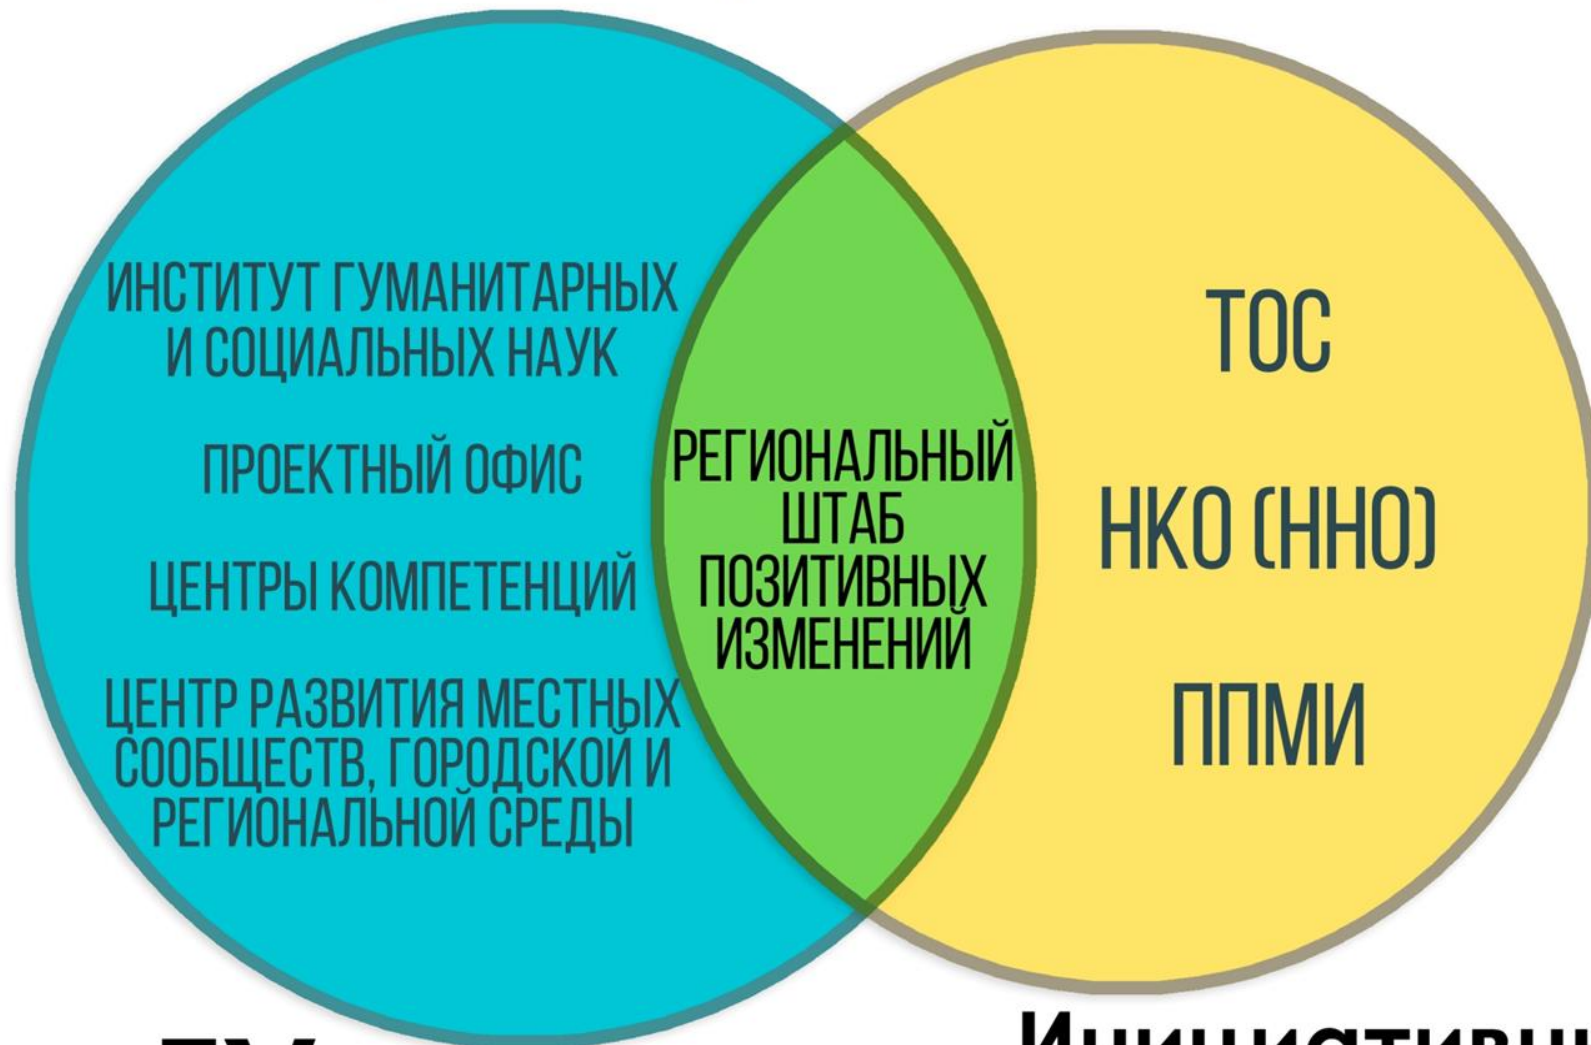 ИНСТИТУТ ГУМАНИТАРНЫХ
И СОЦИАЛЬНЫХ НАУК
ПРОЕКТНЫЙ ОФИС
ЦЕНТРЫ КОМПЕТЕНЦИЙ
ЦЕНТР РАЗВИТИЯ МЕСТНЫХ
СООБЩЕСТВ, ГОРОДСКОЙ И
РЕГИОНАЛЬНОЙ СРЕДЫ
РЕГИОНАЛЬНЫЙ
ШТАБ
ПОЗИТИВНЫХ
ИЗМЕНЕНИЙ
ТОС
НКО (ННО)
ППМИ